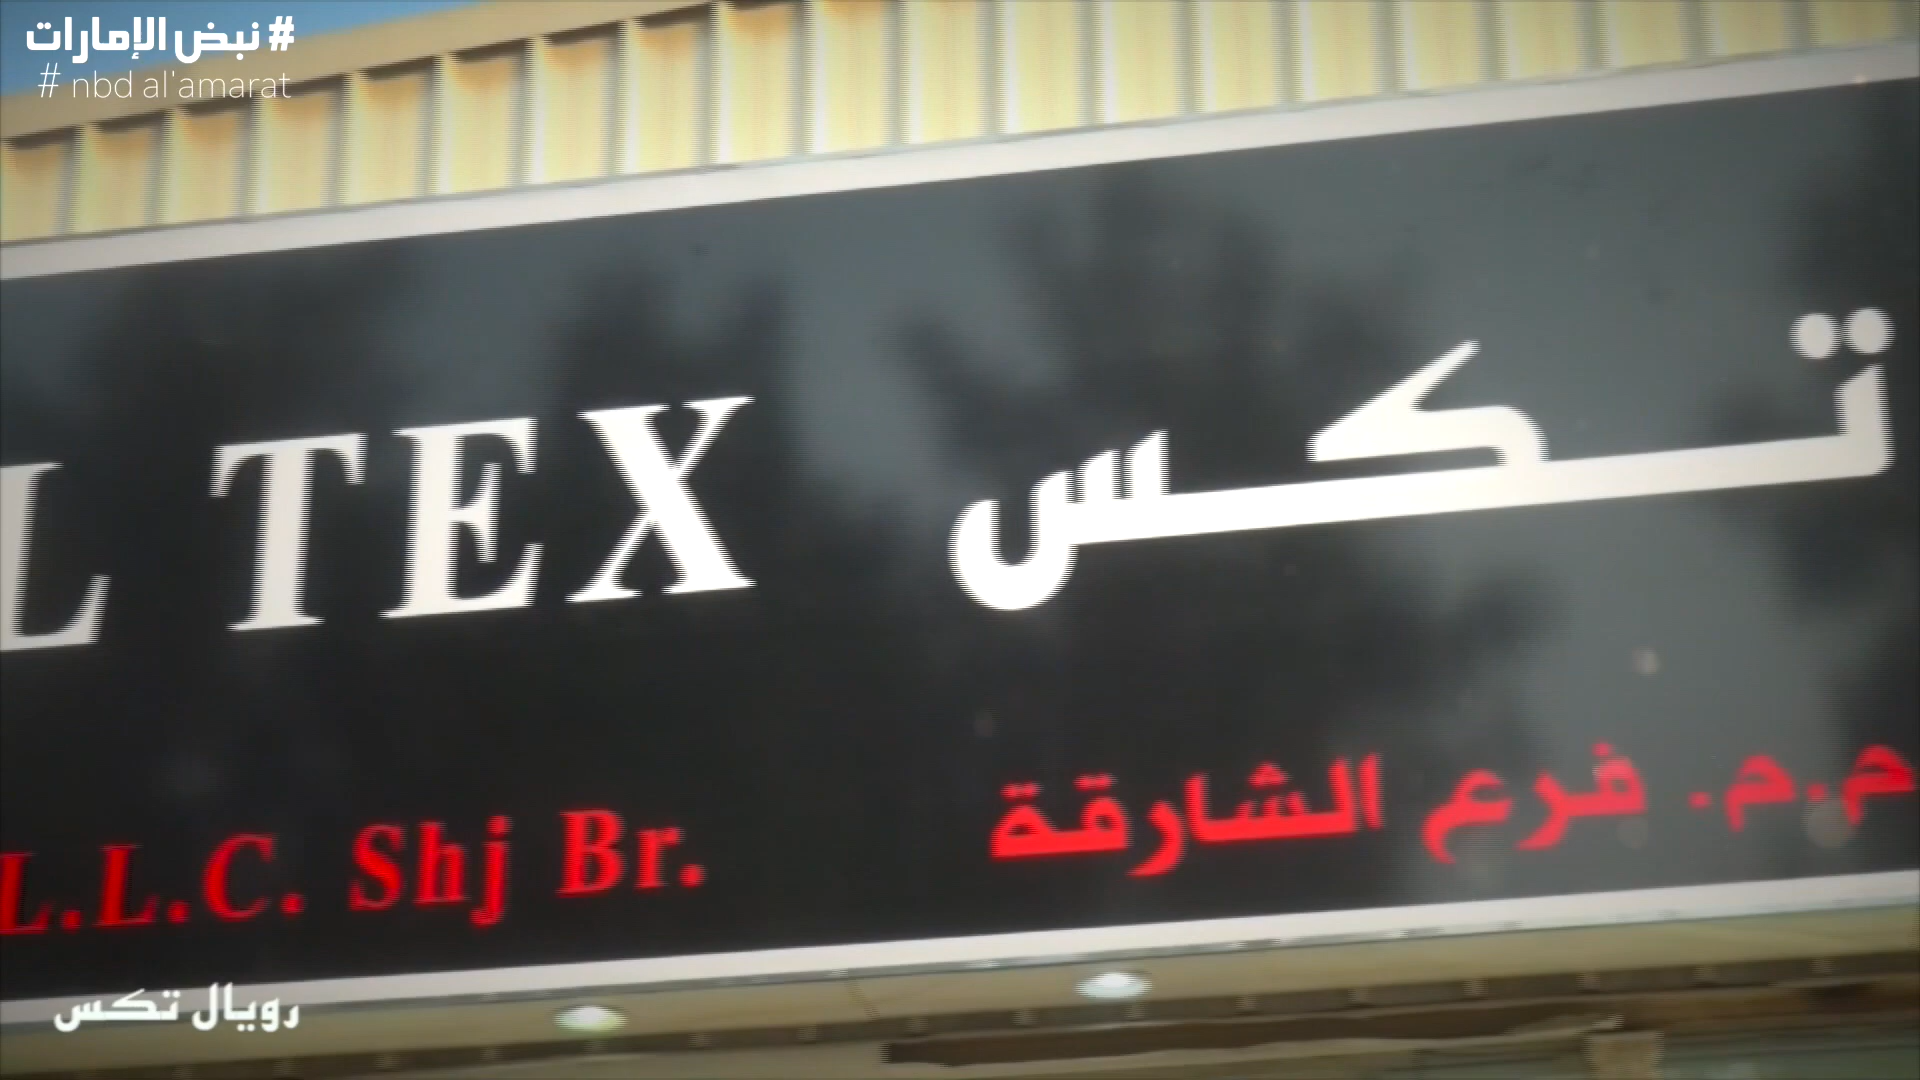 # نبض الإمارات
# nbd al'amarat
L TEX
تكس
L.L.C. Shj Br.
م.م. فرع الشارقة
رويال تكس